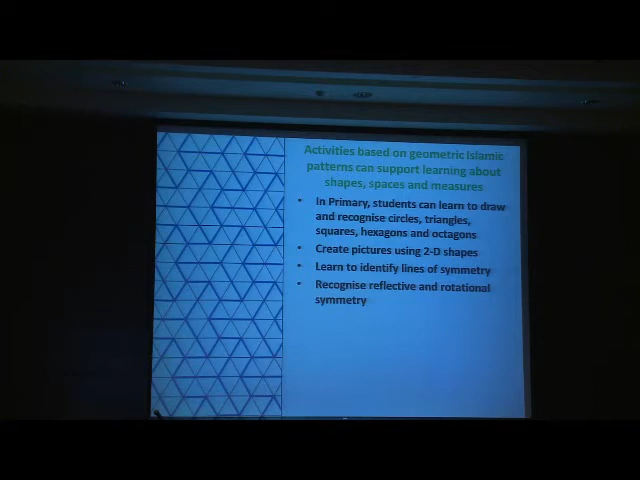 Activities based on geometric Islamic
patterns can support learning about
shapes, spaces and measures
• In Primary, students can learn to draw
and recognise circles, triangles,
squares, hexagons and octagons
• Create pictures using 2-D shapes
• Learn to identify lines of symmetry
• Recognise reflective and rotational
symmetry